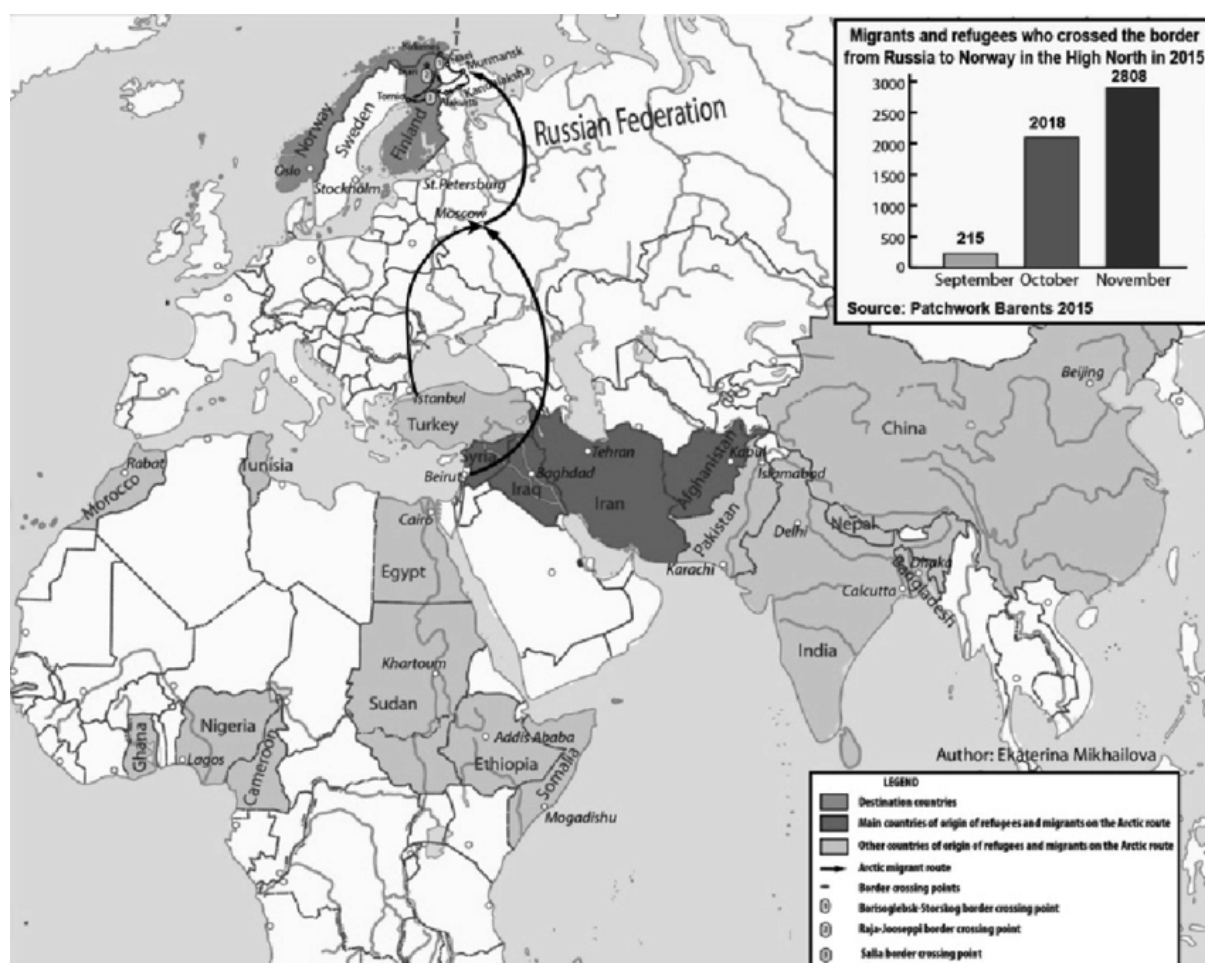 Migrants and refugees who crossed the border
from Russia to Norway in the High North in 2015
3000
2000
1000
500
0
215
2018
2808
September
October
November
Source: Patchwork Barents 2015
Murmansk
Kandalaksha
Alakurtti
Tornio
Norway
Sweden
Finland
Russian Federation
Oslo
Stockholm
St.Petersburg
Moscow
Istanbul
Turkey
Syria
Beirut
Baghdad
Iraq
Tehran
Iran
Afghanistan
Kabul
Islamabad
Pakistan
Karachi
Delhi
Nepal
Dhaka
Bangladesh
Calcutta
India
China
Beijing
Rabat
Morocco
Tunisia
Cairo
Egypt
Khartoum
Sudan
Addis Ababa
Ethiopia
Somalia
Mogadishu
Ghana
Nigeria
Lagos
Cameroon
Author: Ekaterina Mikhailova
LEGEND
Destination countries
Main countries of origin of refugees and migrants on the Arctic route
Other countries of origin of refugees and migrants on the Arctic route
Arctic migrant route
Border crossing points
1 Borisoglebsk-Storskog border crossing point
2 Raja-Jooseppi border crossing point
3 Salla border crossing point